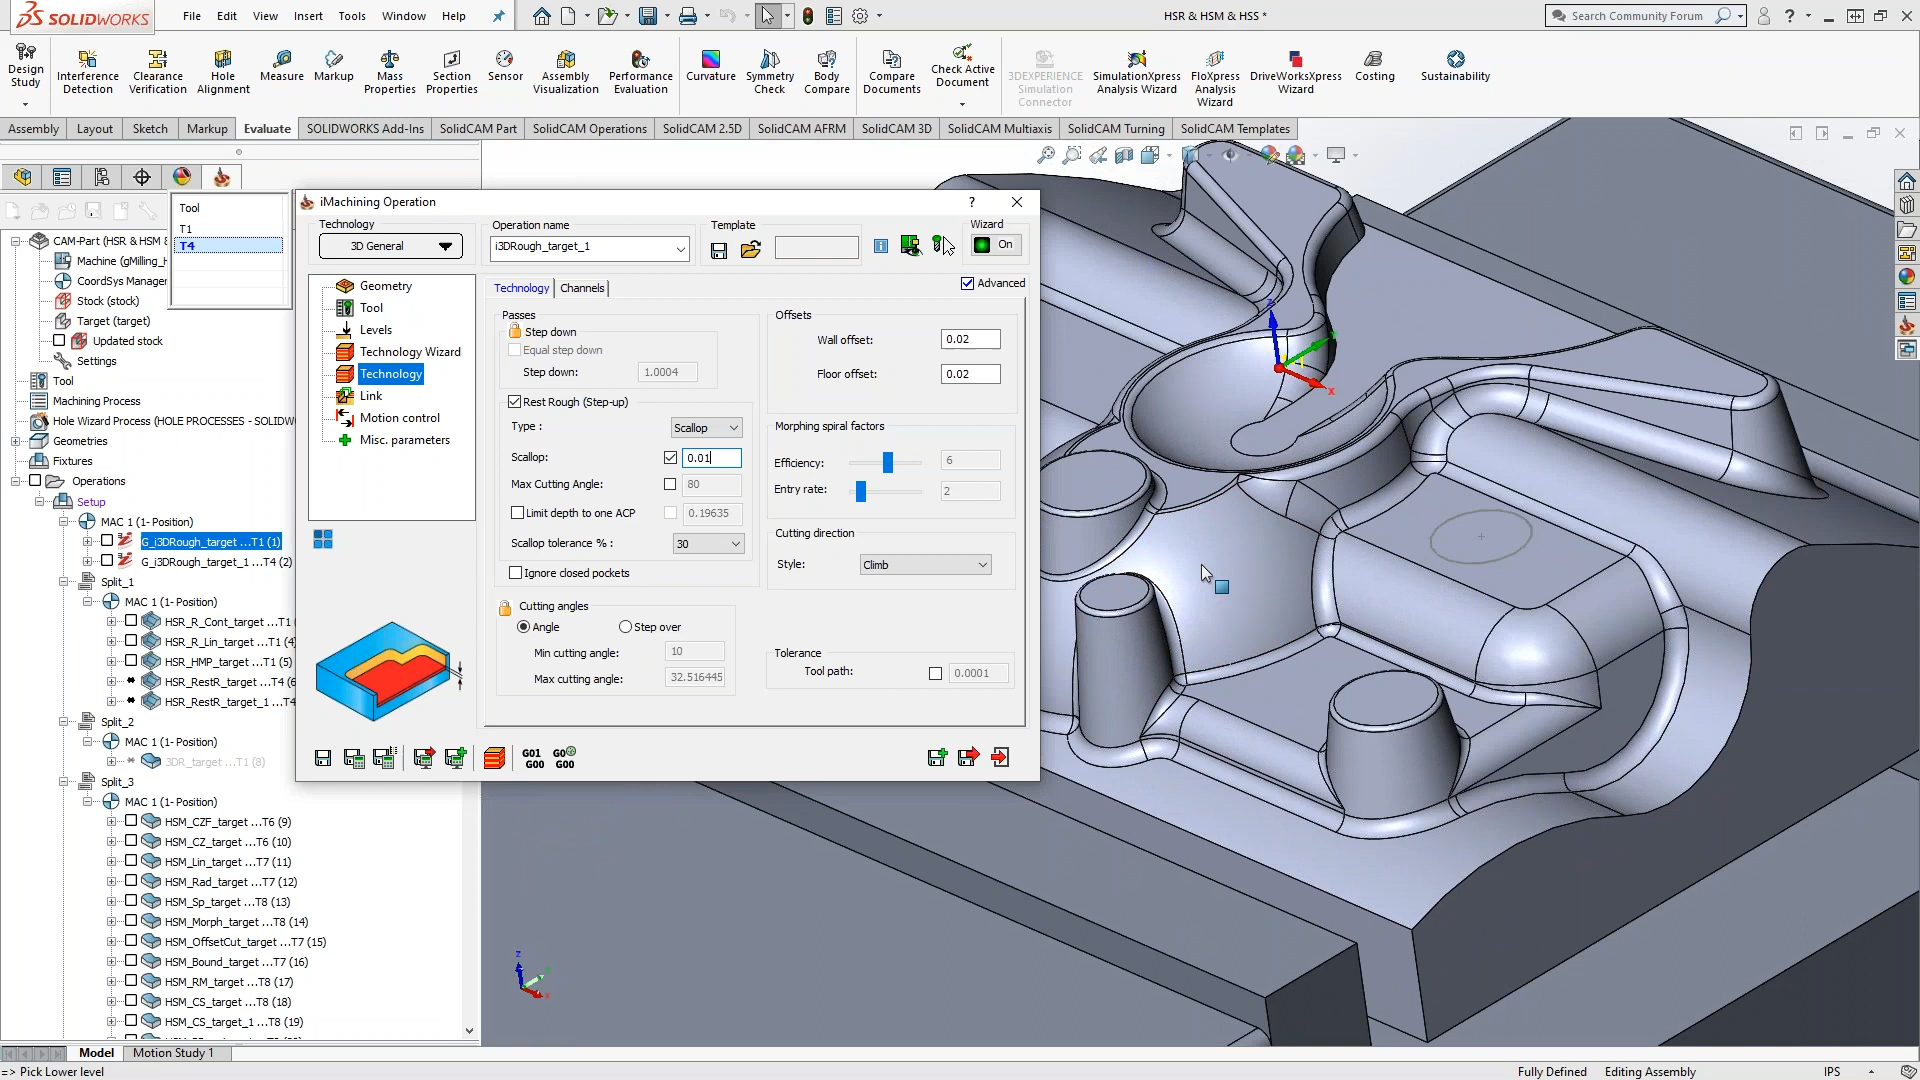 SOLIDWORKS
File Edit View Insert Tools Window Help
HSR & HSM & HSS *
Search Community Forum
Design Study
Interference Detection
Clearance Verification
Hole Alignment
Measure
Markup
Mass Properties
Section Properties
Sensor
Assembly Visualization
Performance Evaluation
Curvature
Symmetry Check
Body Compare
Compare Documents
Check Active Document
3DEXPERIENCE Simulation Connector
SimulationXpress Analysis Wizard
FloXpress Analysis Wizard
DriveWorksXpress Wizard
Costing
Sustainability
Assembly Layout Sketch Markup Evaluate SOLIDWORKS Add-Ins SolidCAM Part SolidCAM Operations SolidCAM 2.5D SolidCAM AFRM SolidCAM 3D SolidCAM Multiaxis SolidCAM Turning SolidCAM Templates
Tool
T1
T4
CAM-Part (HSR & HSM &
Machine (gMilling_H
CoordSys Manager
Stock (stock)
Target (target)
Updated stock
Settings
Tool
Machining Process
Hole Wizard Process (HOLE PROCESSES - SOLIDW
Geometries
Fixtures
Operations
Setup
MAC 1 (1- Position)
G_i3DRough_target ...T1 (1)
G_i3DRough_target_1 ...T4 (2)
Split_1
MAC 1 (1- Position)
HSR_R_Cont_target ...T1
HSR_R_Lin_target ...T1 (4)
HSR_HMP_target ...T1 (5)
HSR_RestR_target ...T4 (6
HSR_RestR_target_1 ...T4
Split_2
MAC 1 (1- Position)
3DR_target ...T1 (8)
Split_3
MAC 1 (1- Position)
HSM_CZF_target ...T6 (9)
HSM_CZ_target ...T6 (10)
HSM_Lin_target ...T7 (11)
HSM_Rad_target ...T7 (12)
HSM_Sp_target ...T8 (13)
HSM_Morph_target ...T8 (14)
HSM_OffsetCut_target ...T7 (15)
HSM_Bound_target ...T7 (16)
HSM_RM_target ...T8 (17)
HSM_CS_target ...T8 (18)
HSM_CS_target_1 ...T8 (19)
iMachining Operation ? ×
Technology
3D General
Operation name
i3DRough_target_1
Template
Wizard
On
Geometry
Tool
Levels
Technology Wizard
Technology
Link
Motion control
Misc. parameters
Technology Channels
Advanced
Passes
Step down
Equal step down
Step down: 1.0004
Rest Rough (Step-up)
Type : Scallop
Scallop: 0.01
Max Cutting Angle: 80
Limit depth to one ACP 0.19635
Scallop tolerance % : 30
Ignore closed pockets
Cutting angles
Angle Step over
Min cutting angle: 10
Max cutting angle: 32.516445
Offsets
Wall offset: 0.02
Floor offset: 0.02
Morphing spiral factors
Efficiency: 6
Entry rate: 2
Cutting direction
Style: Climb
Tolerance
Tool path: 0.0001
G01 G00
G0 G00
z
x
z
x
Model Motion Study 1
=> Pick Lower level
Fully Defined Editing Assembly IPS